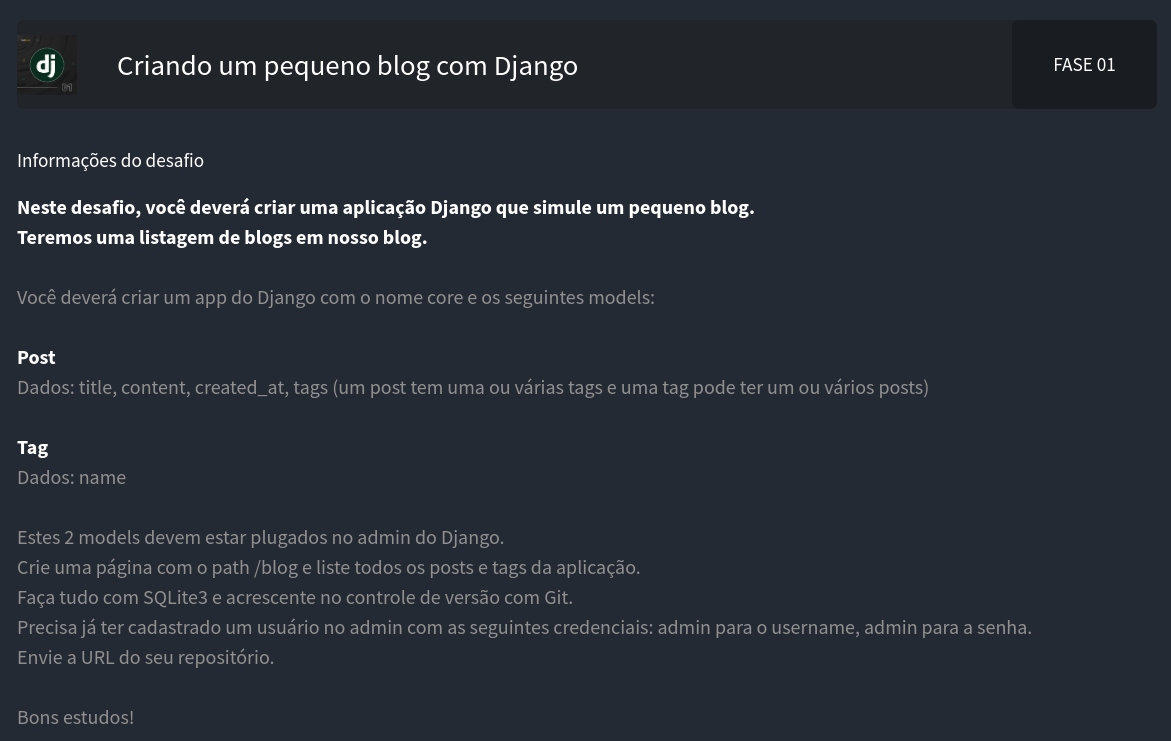 dj
Criando um pequeno blog com Django
FASE 01
Informações do desafio
Neste desafio, você deverá criar uma aplicação Django que simule um pequeno blog.
Teremos uma listagem de blogs em nosso blog.
Você deverá criar um app do Django com o nome core e os seguintes models:
Post
Dados: title, content, created_at, tags (um post tem uma ou várias tags e uma tag pode ter um ou vários posts)
Tag
Dados: name
Estes 2 models devem estar plugados no admin do Django.
Crie uma página com o path /blog e liste todos os posts e tags da aplicação.
Faça tudo com SQLite3 e acrescente no controle de versão com Git.
Precisa já ter cadastrado um usuário no admin com as seguintes credenciais: admin para o username, admin para a senha.
Envie a URL do seu repositório.
Bons estudos!